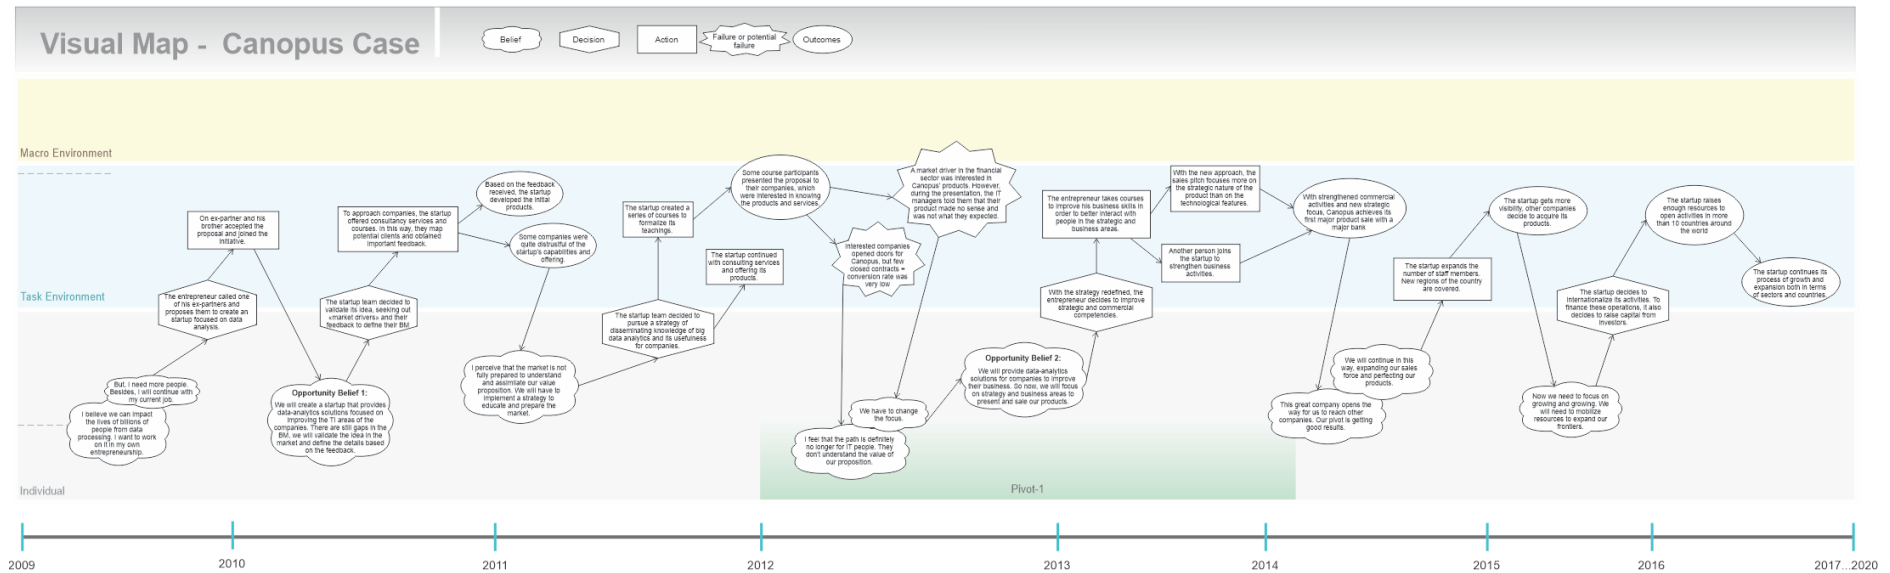 Visual Map -  Canopus Case
Belief
Decision
Action
Failure or potential
failure
Outcomes
Macro Environment
Task Environment
Individual
I believe we can impact
the lives of billions of
people from data
processing. I want to work
on it in my own
entrepreneurship.
But, I need more people.
Besides, I will continue with
my current job.
The entrepreneur called one
of his ex-partners and
proposes them to create an
startup focused on data
analysis.
On ex-partner and his
brother accepted the
proposal and joined the
initiative.
Opportunity Belief 1:
We will create a startup that provides
data-analytics solutions focused on
improving the TI areas of the
companies. There are still gaps in the
BM, we will validate the idea in the
market and define the details based
on the feedback.
The startup team decided to
validate its idea, seeking out
«market drivers» and their
feedback to define their BM
To approach companies, the startup
offered consultancy services and
courses. In this way, they map
potential clients and obtained
important feedback.
Based on the feedback
received, the startup
developed the initial
products.
Some companies were
quite distrustful of the
startup's capabilities and
offering.
I perceive that the market is not
fully prepared to understand
and assimilate our value
proposition. We will have to
implement a strategy to
educate and prepare the
market.
The startup team decided to
pursue a strategy of
disseminating knowledge of big
data analytics and its usefulness
for companies.
The startup created a
series of courses to
formalize its
teachings.
The startup continued
with consulting services
and offering its
products.
Some course participants
presented the proposal to
their companies, which
were interested in knowing
the products and services.
A market driver in the financial
sector was interested in
Canopus' products. However,
during the presentation, the IT
managers told them that their
product made no sense and
was not what they expected.
Interested companies
opened doors for
Canopus, but few
closed contracts =
conversion rate was
very low
I feel that the path is definitely
no longer for IT people. They
don't understand the value of
our proposition.
We have to change
the focus.
Opportunity Belief 2:
We will provide data-analytics
solutions for companies to improve
their business. So now, we will focus
on strategy and business areas to
present and sale our products.
With the strategy redefined, the
entrepreneur decides to improve
strategic and commercial
competencies.
The entrepreneur takes courses
to improve his business skills in
order to better interact with
people in the strategic and
business areas.
With the new approach, the
sales pitch focuses more on
the strategic nature of the
product than on the
technological features.
Another person joins
the startup to
strengthen business
activities.
With strengthened commercial
activities and new strategic
focus, Canopus achieves its
first major product sale with a
major bank
This great company opens the
way for us to reach other
companies. Our pivot is getting
good results.
We will continue in this
way, expanding our sales
force and perfecting our
products.
The startup expands the
number of staff members.
New regions of the country
are covered.
The startup gets more
visibility, other companies
decide to acquire its
products.
Now we need to focus on
growing and growing. We
will need to mobilize
resources to expand our
frontiers.
The startup decides to
internationalize its activities. To
finance these operations, it also
decides to raise capital from
investors.
The startup raises
enough resources to
open activities in more
than 10 countries around
the world
The startup continues its
process of growth and
expansion both in terms
of sectors and countries.
Pivot-1
2009
2010
2011
2012
2013
2014
2015
2016
2017...2020